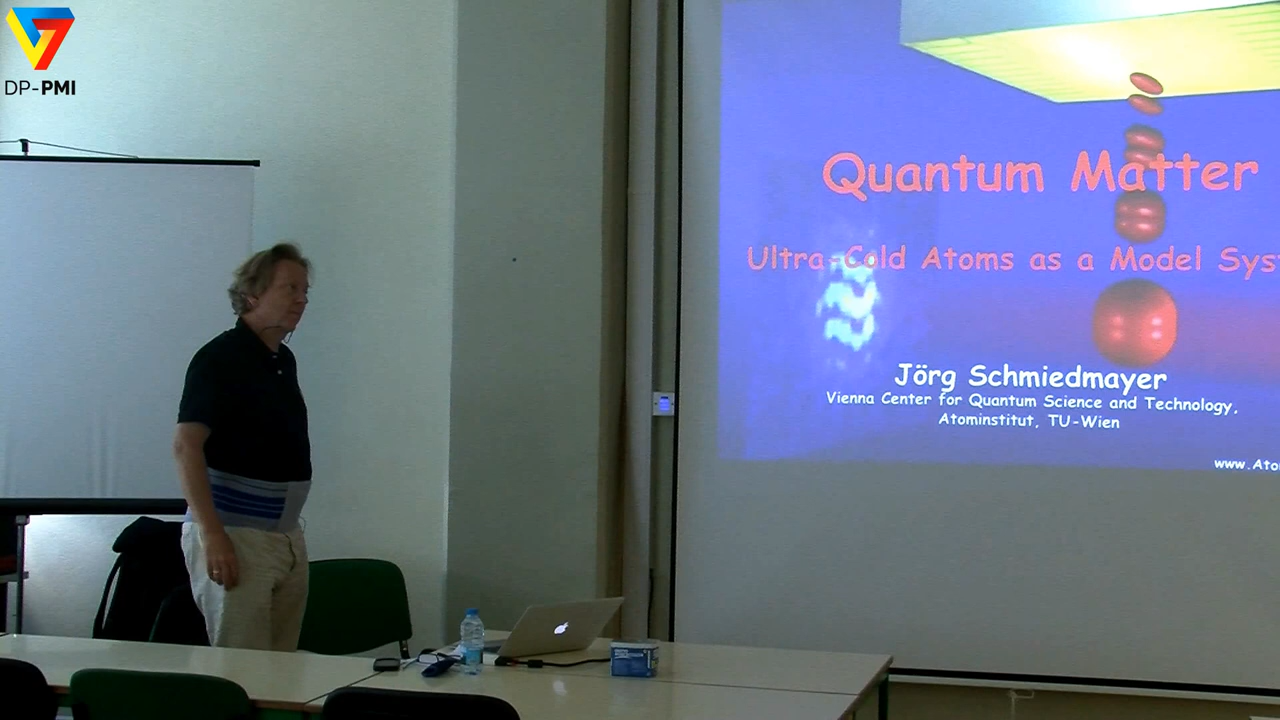 DP-PMI
Quantum Matter
Ultra-Cold Atoms as a Model Sys
Jörg Schmiedmayer
Vienna Center for Quantum Science and Technology,
Atominstitut, TU-Wien
www.Ato